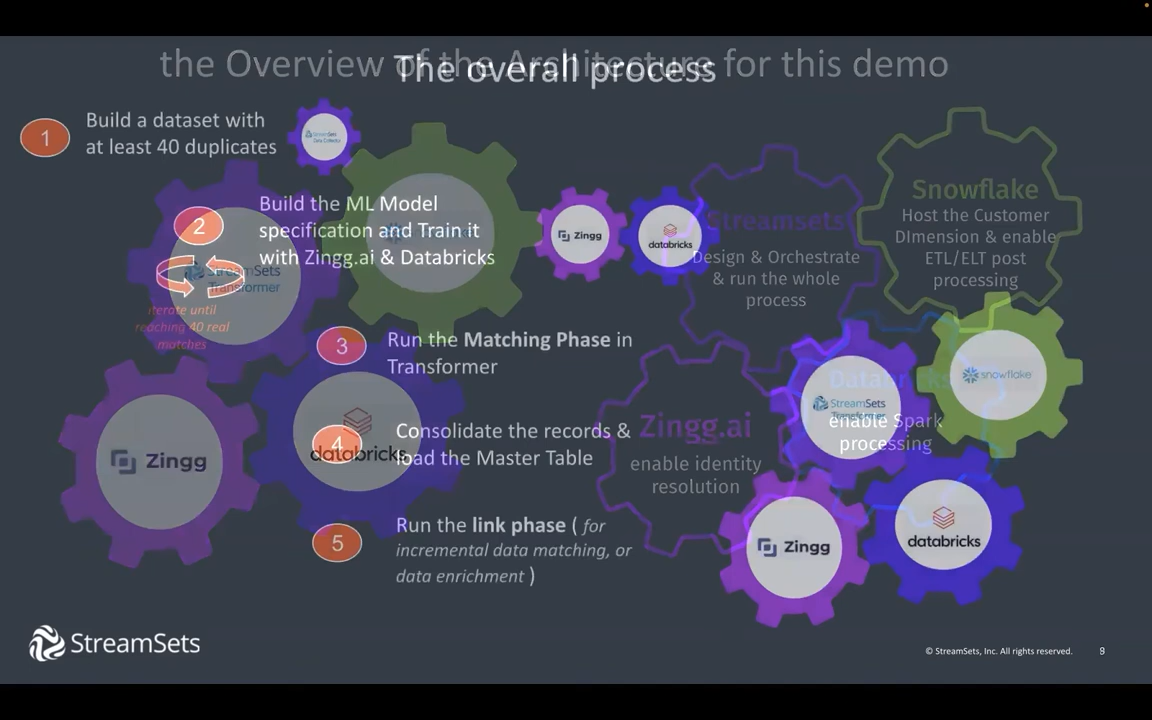 the Overview of the Architecture for this demo
The overall process
1
Build a dataset with
at least 40 duplicates
StreamSets
2
Build the ML Model
specification and Train it
with Zingg.ai & Databricks
Zingg
databricks
StreamSets
Transformer
iterate until
reaching 40 real
matches
Streamsets
Design & Orchestrate
& run the whole
process
Snowflake
Host the Customer
DImension & enable
ETL/ELT post
processing
3
Run the Matching Phase in
Transformer
Zingg
databricks
4
Consolidate the records &
load the Master Table
Zingg.ai
enable identity
resolution
Databricks
enable Spark
processing
StreamSets
Transformer
snowflake
5
Run the link phase ( for
incremental data matching, or
data enrichment )
Zingg
databricks
StreamSets
© StreamSets, Inc. All rights reserved.
9